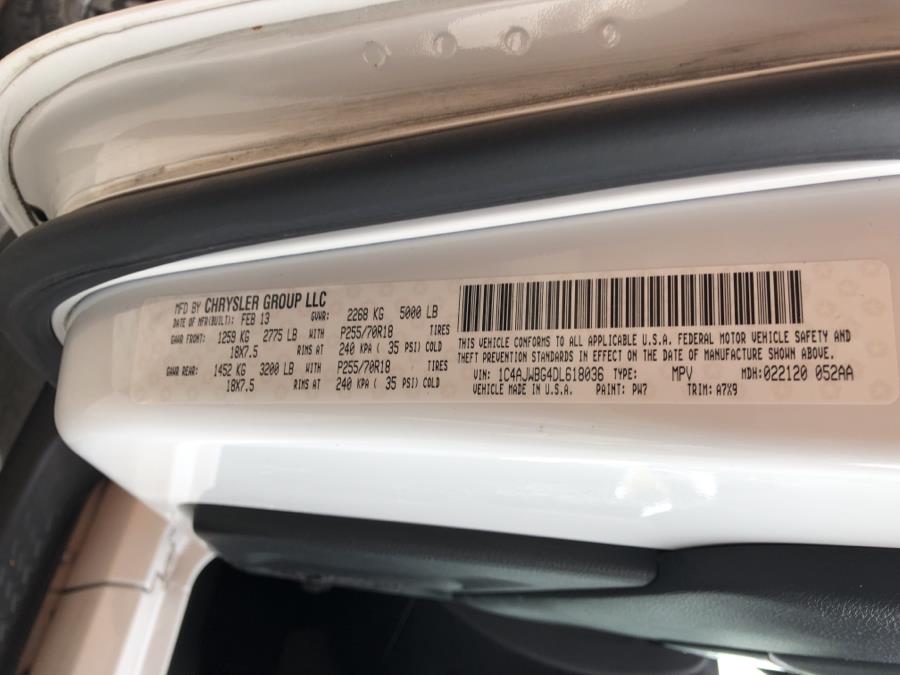 MFD BY CHRYSLER GROUP LLC
DATE OF MFR(BUILT): FEB 13 GVWR: 2268 KG 5000 LB
GAWR FRONT: 1259 KG 2775 LB WITH P255/70R18 TIRES
18X7.5 RIMS AT 240 KPA ( 35 PSI) COLD
GAWR REAR: 1452 KG 3200 LB WITH P255/70R18 TIRES
18X7.5 RIMS AT 240 KPA ( 35 PSI) COLD
THIS VEHICLE CONFORMS TO ALL APPLICABLE U.S.A. FEDERAL MOTOR VEHICLE SAFETY AND
THEFT PREVENTION STANDARDS IN EFFECT ON THE DATE OF MANUFACTURE SHOWN ABOVE.
VIN: 1C4AJWBG4DL618036 TYPE: MPV MDH:022120 052AA
VEHICLE MADE IN U.S.A. PAINT: PW7 TRIM: A7X9